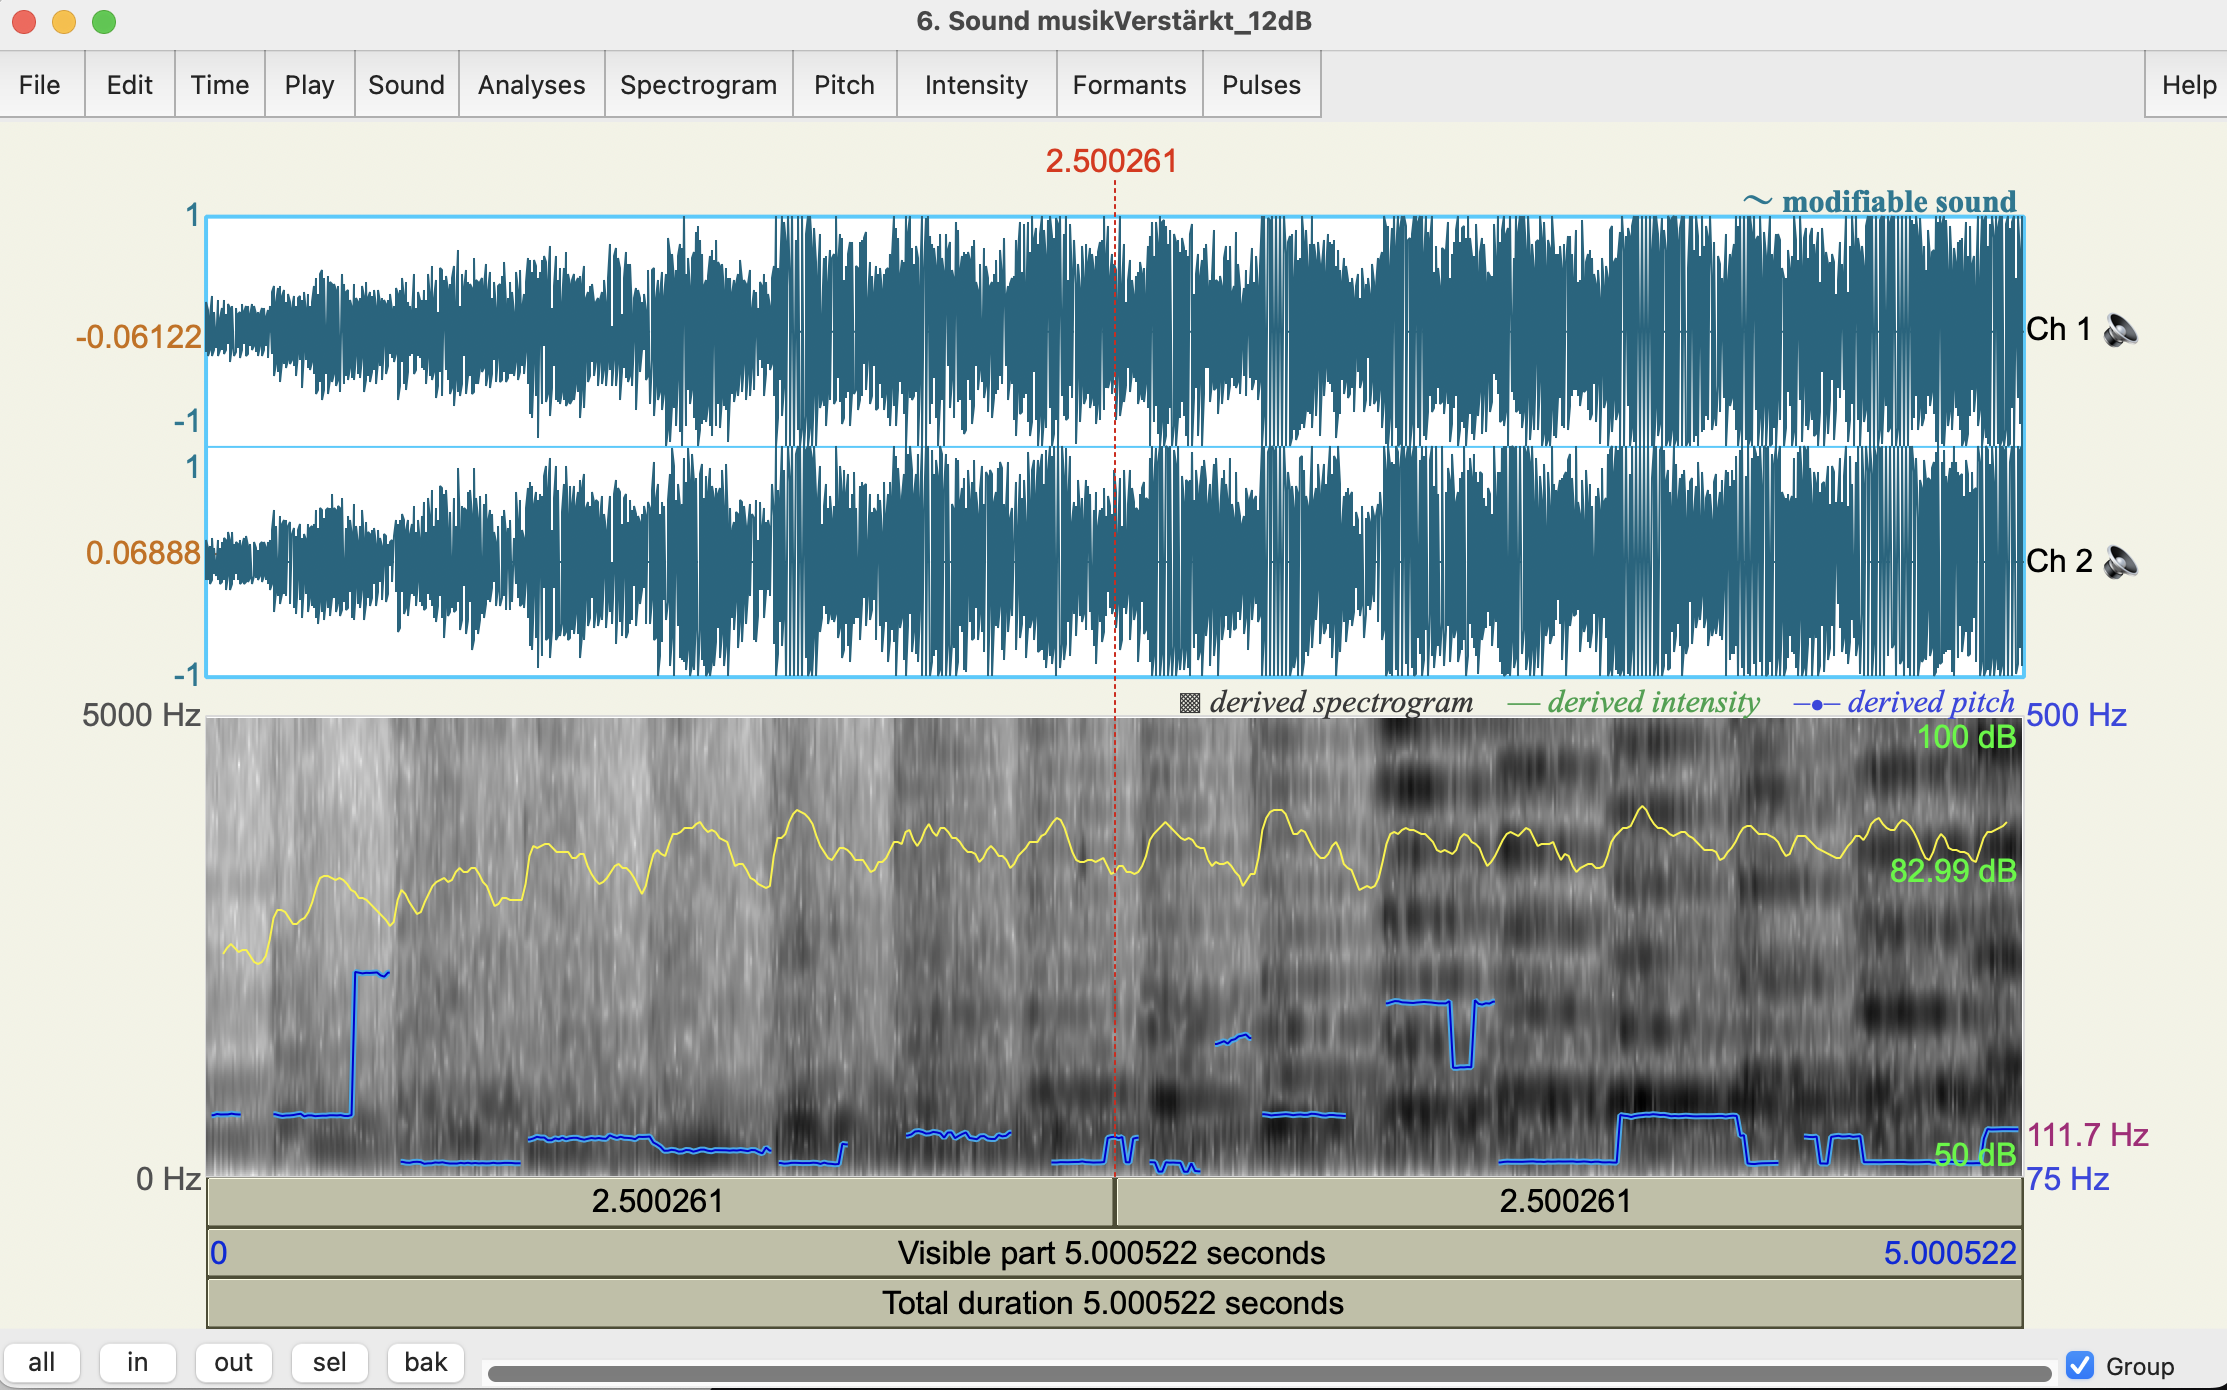 6. Sound musikVerstärkt_12dB
File Edit Time Play Sound Analyses Spectrogram Pitch Intensity Formants Pulses Help
2.500261
~ modifiable sound
1
-0.06122
-1
Ch 1
1
0.06888
-1
Ch 2
derived spectrogram derived intensity derived pitch
5000 Hz
500 Hz
100 dB
82.99 dB
111.7 Hz
50 dB
0 Hz
75 Hz
2.500261 2.500261
0 Visible part 5.000522 seconds 5.000522
Total duration 5.000522 seconds
all in out sel bak Group